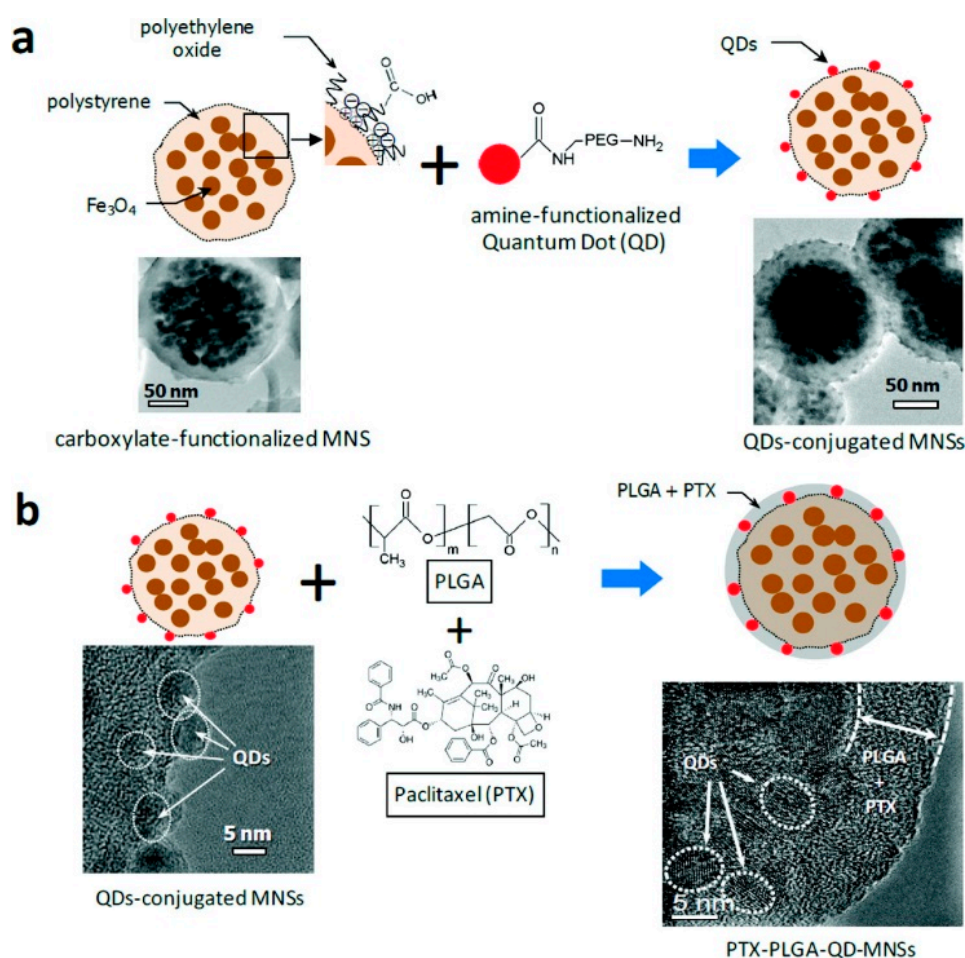 a
polyethylene
oxide
polystyrene
Fe₃O₄
C
O
OH
O
NH
PEG
NH₂
amine-functionalized
Quantum Dot (QD)
QDs
50 nm
carboxylate-functionalized MNS
50 nm
QDs-conjugated MNSs
b
O
O
CH₃
m
O
O
n
PLGA
PLGA + PTX
Paclitaxel (PTX)
QDs
5 nm
QDs-conjugated MNSs
QDs
PLGA
+
PTX
5 nm
PTX-PLGA-QD-MNSs